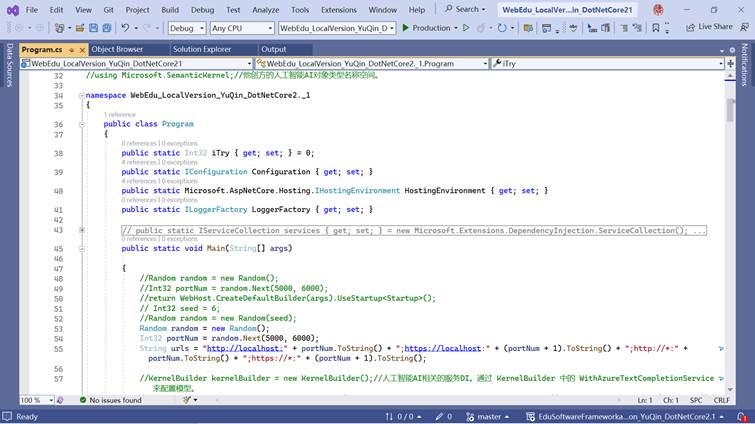 File Edit View Git Project Build Debug Test Analyze Tools Extensions Window Help Search WebEdu_LocalVer...in_DotNetCore21
Debug Any CPU WebEdu_LocalVersion_YuQin_D Production Live Share
Program.cs Object Browser Solution Explorer Output
WebEdu_LocalVersion_YuQin_DotNetCore21 WebEdu_LocalVersion_YuQin_DotNetCore2._1.Program iTry
Data Sources
Notifications
32 //using Microsoft.SemanticKernel;//他创方的人工智能AI对象类型名称空间。
33
34 namespace WebEdu_LocalVersion_YuQin_DotNetCore2._1
35 {
1 reference
36 public class Program
37 {
0 references | 0 exceptions
38 public static Int32 iTry { get; set; } = 0;
4 references | 0 exceptions
39 public static IConfiguration Configuration { get; set; }
4 references | 0 exceptions
40 public static Microsoft.AspNetCore.Hosting.IHostingEnvironment HostingEnvironment { get; set; }
0 references | 0 exceptions
41 public static ILoggerFactory LoggerFactory { get; set; }
42
43 // public static IServiceCollection services { get; set; } = new Microsoft.Extensions.DependencyInjection.ServiceCollection(); ...
0 references | 0 exceptions
45 public static void Main(String[] args)
46
47 {
48 //Random random = new Random();
49 //Int32 portNum = random.Next(5000, 6000);
50 //return WebHost.CreateDefaultBuilder(args).UseStartup<Startup>();
51 // Int32 seed = 6;
52 //Random random = new Random(seed);
53 Random random = new Random();
54 Int32 portNum = random.Next(5000, 6000);
55 String urls = "http://localhost:" + portNum.ToString() + ";https://localhost:" + (portNum + 1).ToString() + ";http://*:" +
portNum.ToString() + ";https://*:" + (portNum + 1).ToString();
56
57 //KernelBuilder kernelBuilder = new KernelBuilder();//人工智能AI相关的服务DI。通过 KernelBuilder 中的 WithAzureTextCompletionService
来配置模型。
100 % No issues found Ln: 1 Ch: 1 SPC CRLF
Ready 0 / 0 0 master EduSoftwareFrameworka...on_YuQin_DotNetCore2.1 1